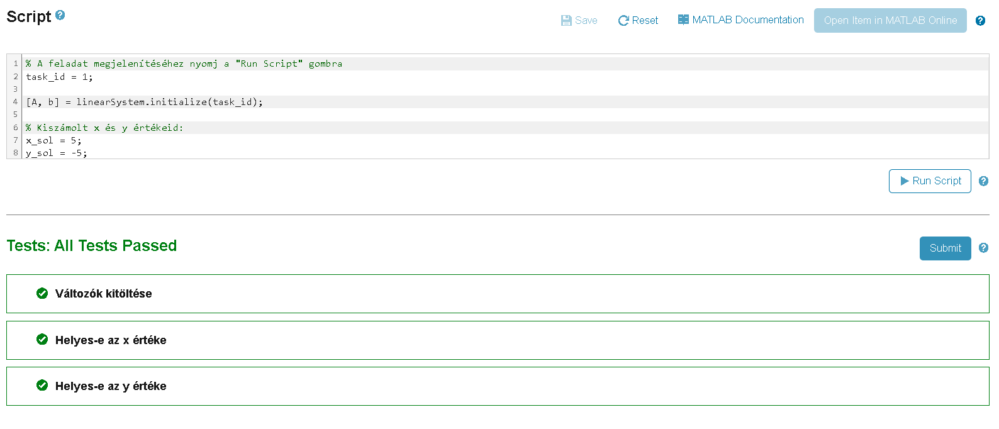 Script
Save
Reset
MATLAB Documentation
Open Item in MATLAB Online
1 % A feladat megjelenítéséhez nyomj a "Run Script" gombra
2 task_id = 1;
3
4 [A, b] = linearSystem.initialize(task_id);
5
6 % Kiszámolt x és y értékeid:
7 x_sol = 5;
8 y_sol = -5;
Run Script
Tests: All Tests Passed
Submit
Változók kitöltése
Helyes-e az x értéke
Helyes-e az y értéke